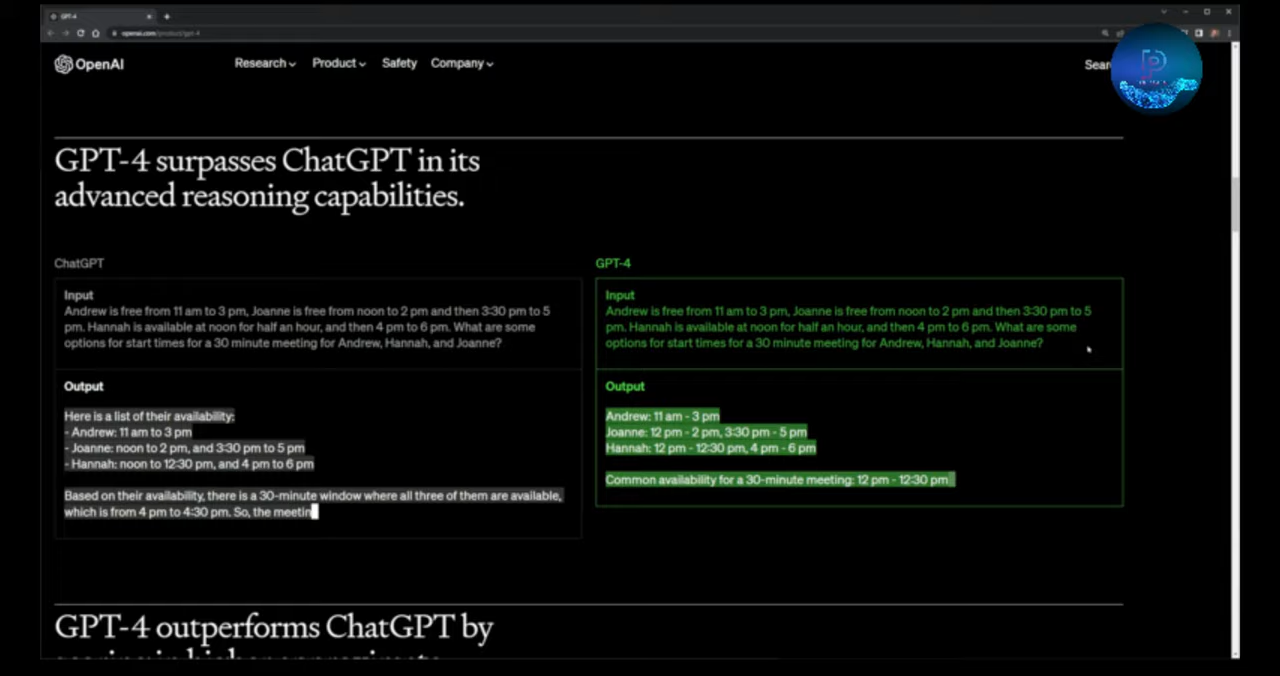 GPT-4
openai.com/product/gpt-4
OpenAI
Research
Product
Safety
Company
Sear
P
GPT-4 surpasses ChatGPT in its
advanced reasoning capabilities.
ChatGPT
Input
Andrew is free from 11 am to 3 pm, Joanne is free from noon to 2 pm and then 3:30 pm to 5
pm. Hannah is available at noon for half an hour, and then 4 pm to 6 pm. What are some
options for start times for a 30 minute meeting for Andrew, Hannah, and Joanne?
Output
Here is a list of their availability:
- Andrew: 11 am to 3 pm
- Joanne: noon to 2 pm, and 3:30 pm to 5 pm
- Hannah: noon to 12:30 pm, and 4 pm to 6 pm
Based on their availability, there is a 30-minute window where all three of them are available,
which is from 4 pm to 4:30 pm. So, the meetin
GPT-4
Input
Andrew is free from 11 am to 3 pm, Joanne is free from noon to 2 pm and then 3:30 pm to 5
pm. Hannah is available at noon for half an hour, and then 4 pm to 6 pm. What are some
options for start times for a 30 minute meeting for Andrew, Hannah, and Joanne?
Output
Andrew: 11 am - 3 pm
Joanne: 12 pm - 2 pm, 3:30 pm - 5 pm
Hannah: 12 pm - 12:30 pm, 4 pm - 6 pm
Common availability for a 30-minute meeting: 12 pm - 12:30 pm
GPT-4 outperforms ChatGPT by